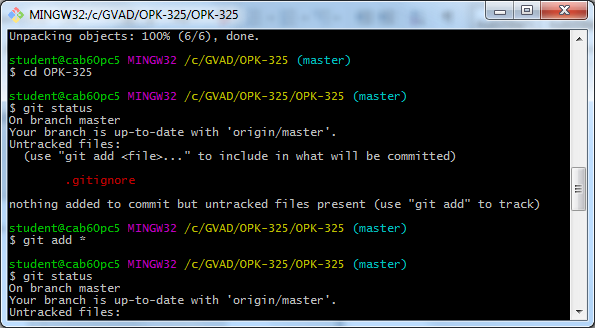 MINGW32:/c/GVAD/OPK-325/OPK-325
Unpacking objects: 100% (6/6), done.
student@cab60pc5 MINGW32 /c/GVAD/OPK-325 (master)
$ cd OPK-325
student@cab60pc5 MINGW32 /c/GVAD/OPK-325/OPK-325 (master)
$ git status
On branch master
Your branch is up-to-date with 'origin/master'.
Untracked files:
  (use "git add <file>..." to include in what will be committed)
        .gitignore
nothing added to commit but untracked files present (use "git add" to track)
student@cab60pc5 MINGW32 /c/GVAD/OPK-325/OPK-325 (master)
$ git add *
student@cab60pc5 MINGW32 /c/GVAD/OPK-325/OPK-325 (master)
$ git status
On branch master
Your branch is up-to-date with 'origin/master'.
Untracked files: